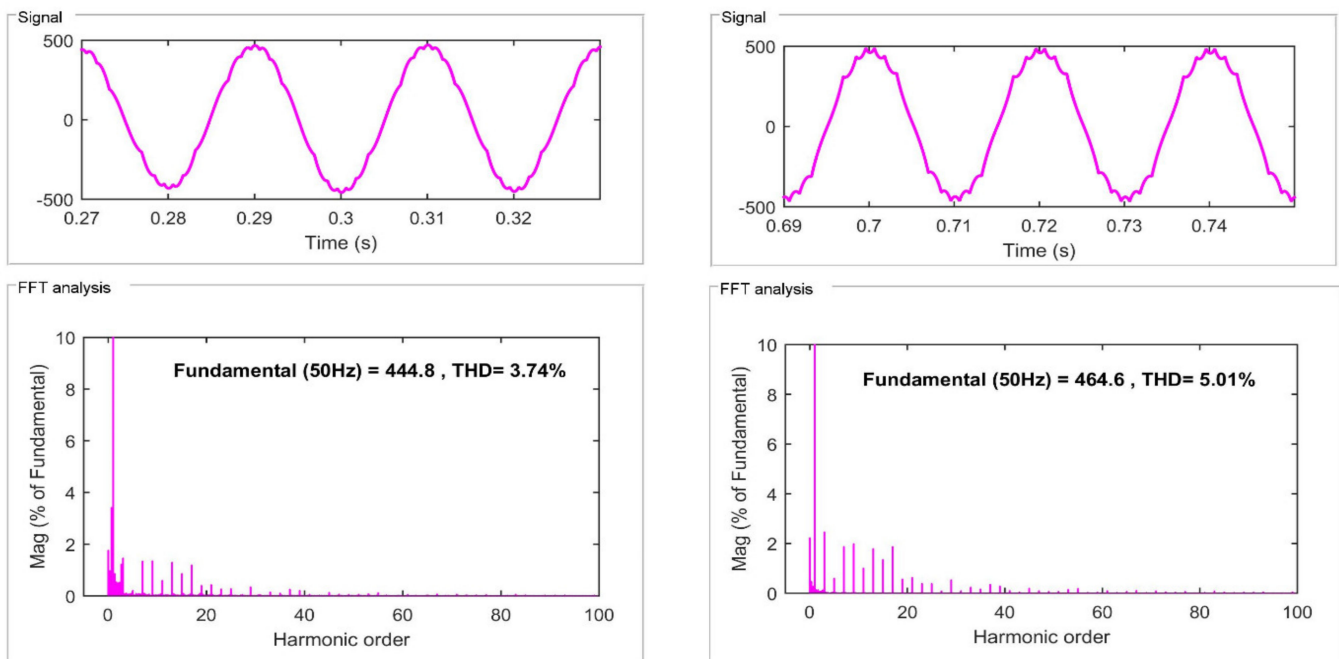 Signal
500
0
-500
0.27 0.28 0.29 0.3 0.31 0.32
Time (s)
FFT analysis
Mag (% of Fundamental)
10
8
6
4
2
0
Fundamental (50Hz) = 444.8 , THD= 3.74%
0 20 40 60 80 100
Harmonic order
Signal
500
0
-500
0.69 0.7 0.71 0.72 0.73 0.74
Time (s)
FFT analysis
Mag (% of Fundamental)
10
8
6
4
2
0
Fundamental (50Hz) = 464.6 , THD= 5.01%
0 20 40 60 80 100
Harmonic order